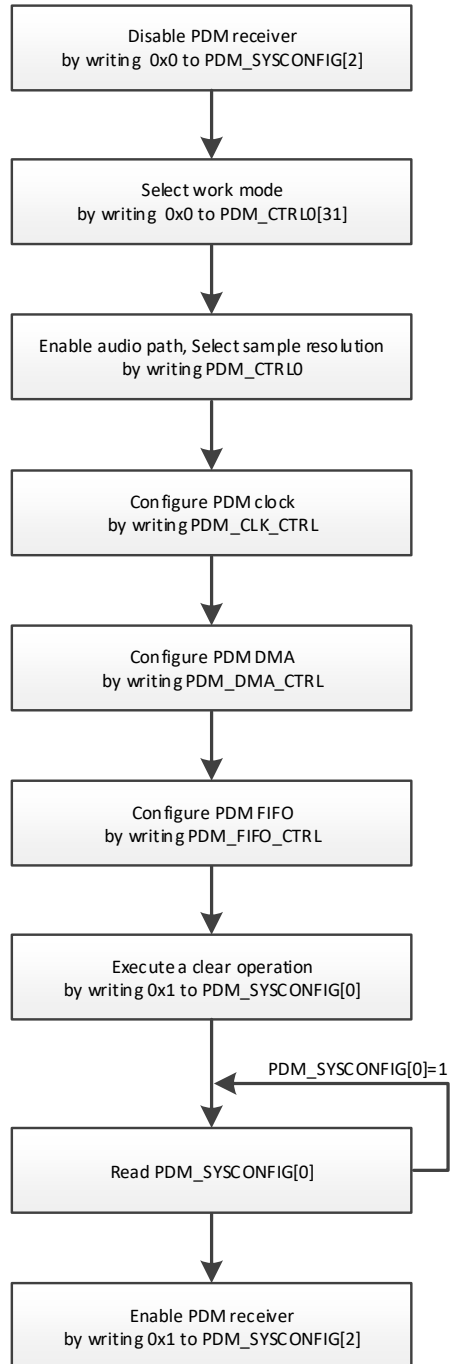 Disable PDM receiver
by writing 0x0 to PDM_SYSCONFIG[2]
Select work mode
by writing 0x0 to PDM_CTRL0[31]
Enable audio path, Select sample resolution
by writing PDM_CTRL0
Configure PDM clock
by writing PDM_CLK_CTRL
Configure PDM DMA
by writing PDM_DMA_CTRL
Configure PDM FIFO
by writing PDM_FIFO_CTRL
Execute a clear operation
by writing 0x1 to PDM_SYSCONFIG[0]
PDM_SYSCONFIG[0]=1
Read PDM_SYSCONFIG[0]
Enable PDM receiver
by writing 0x1 to PDM_SYSCONFIG[2]